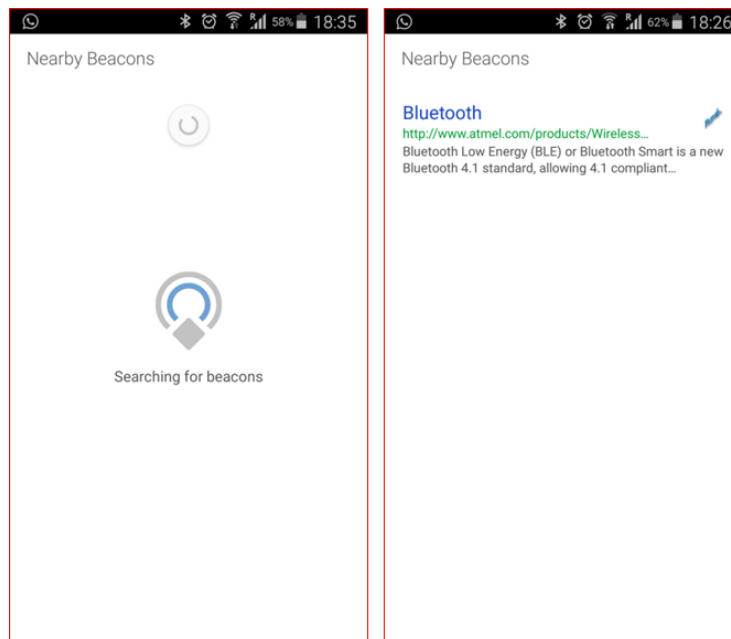 R 58% 18:35
Nearby Beacons
Searching for beacons
R 62% 18:26
Nearby Beacons
Bluetooth
http://www.atmel.com/products/Wireless...
Bluetooth Low Energy (BLE) or Bluetooth Smart is a new
Bluetooth 4.1 standard, allowing 4.1 compliant...